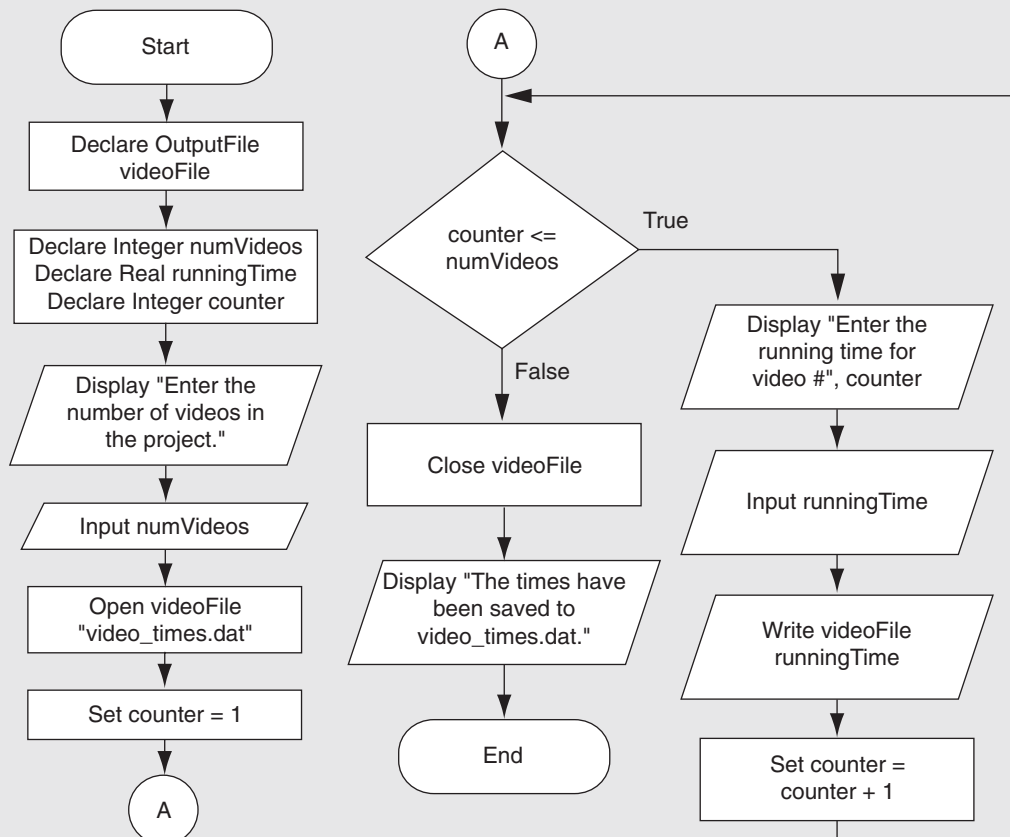 Start
Declare OutputFile
videoFile
Declare Integer numVideos
Declare Real runningTime
Declare Integer counter
Display "Enter the
number of videos in
the project."
Input numVideos
Open videoFile
"video_times.dat"
Set counter = 1
A
A
counter <=
numVideos
True
False
Close videoFile
Display "The times have
been saved to
video_times.dat."
End
Display "Enter the
running time for
video #", counter
Input runningTime
Write videoFile
runningTime
Set counter =
counter + 1